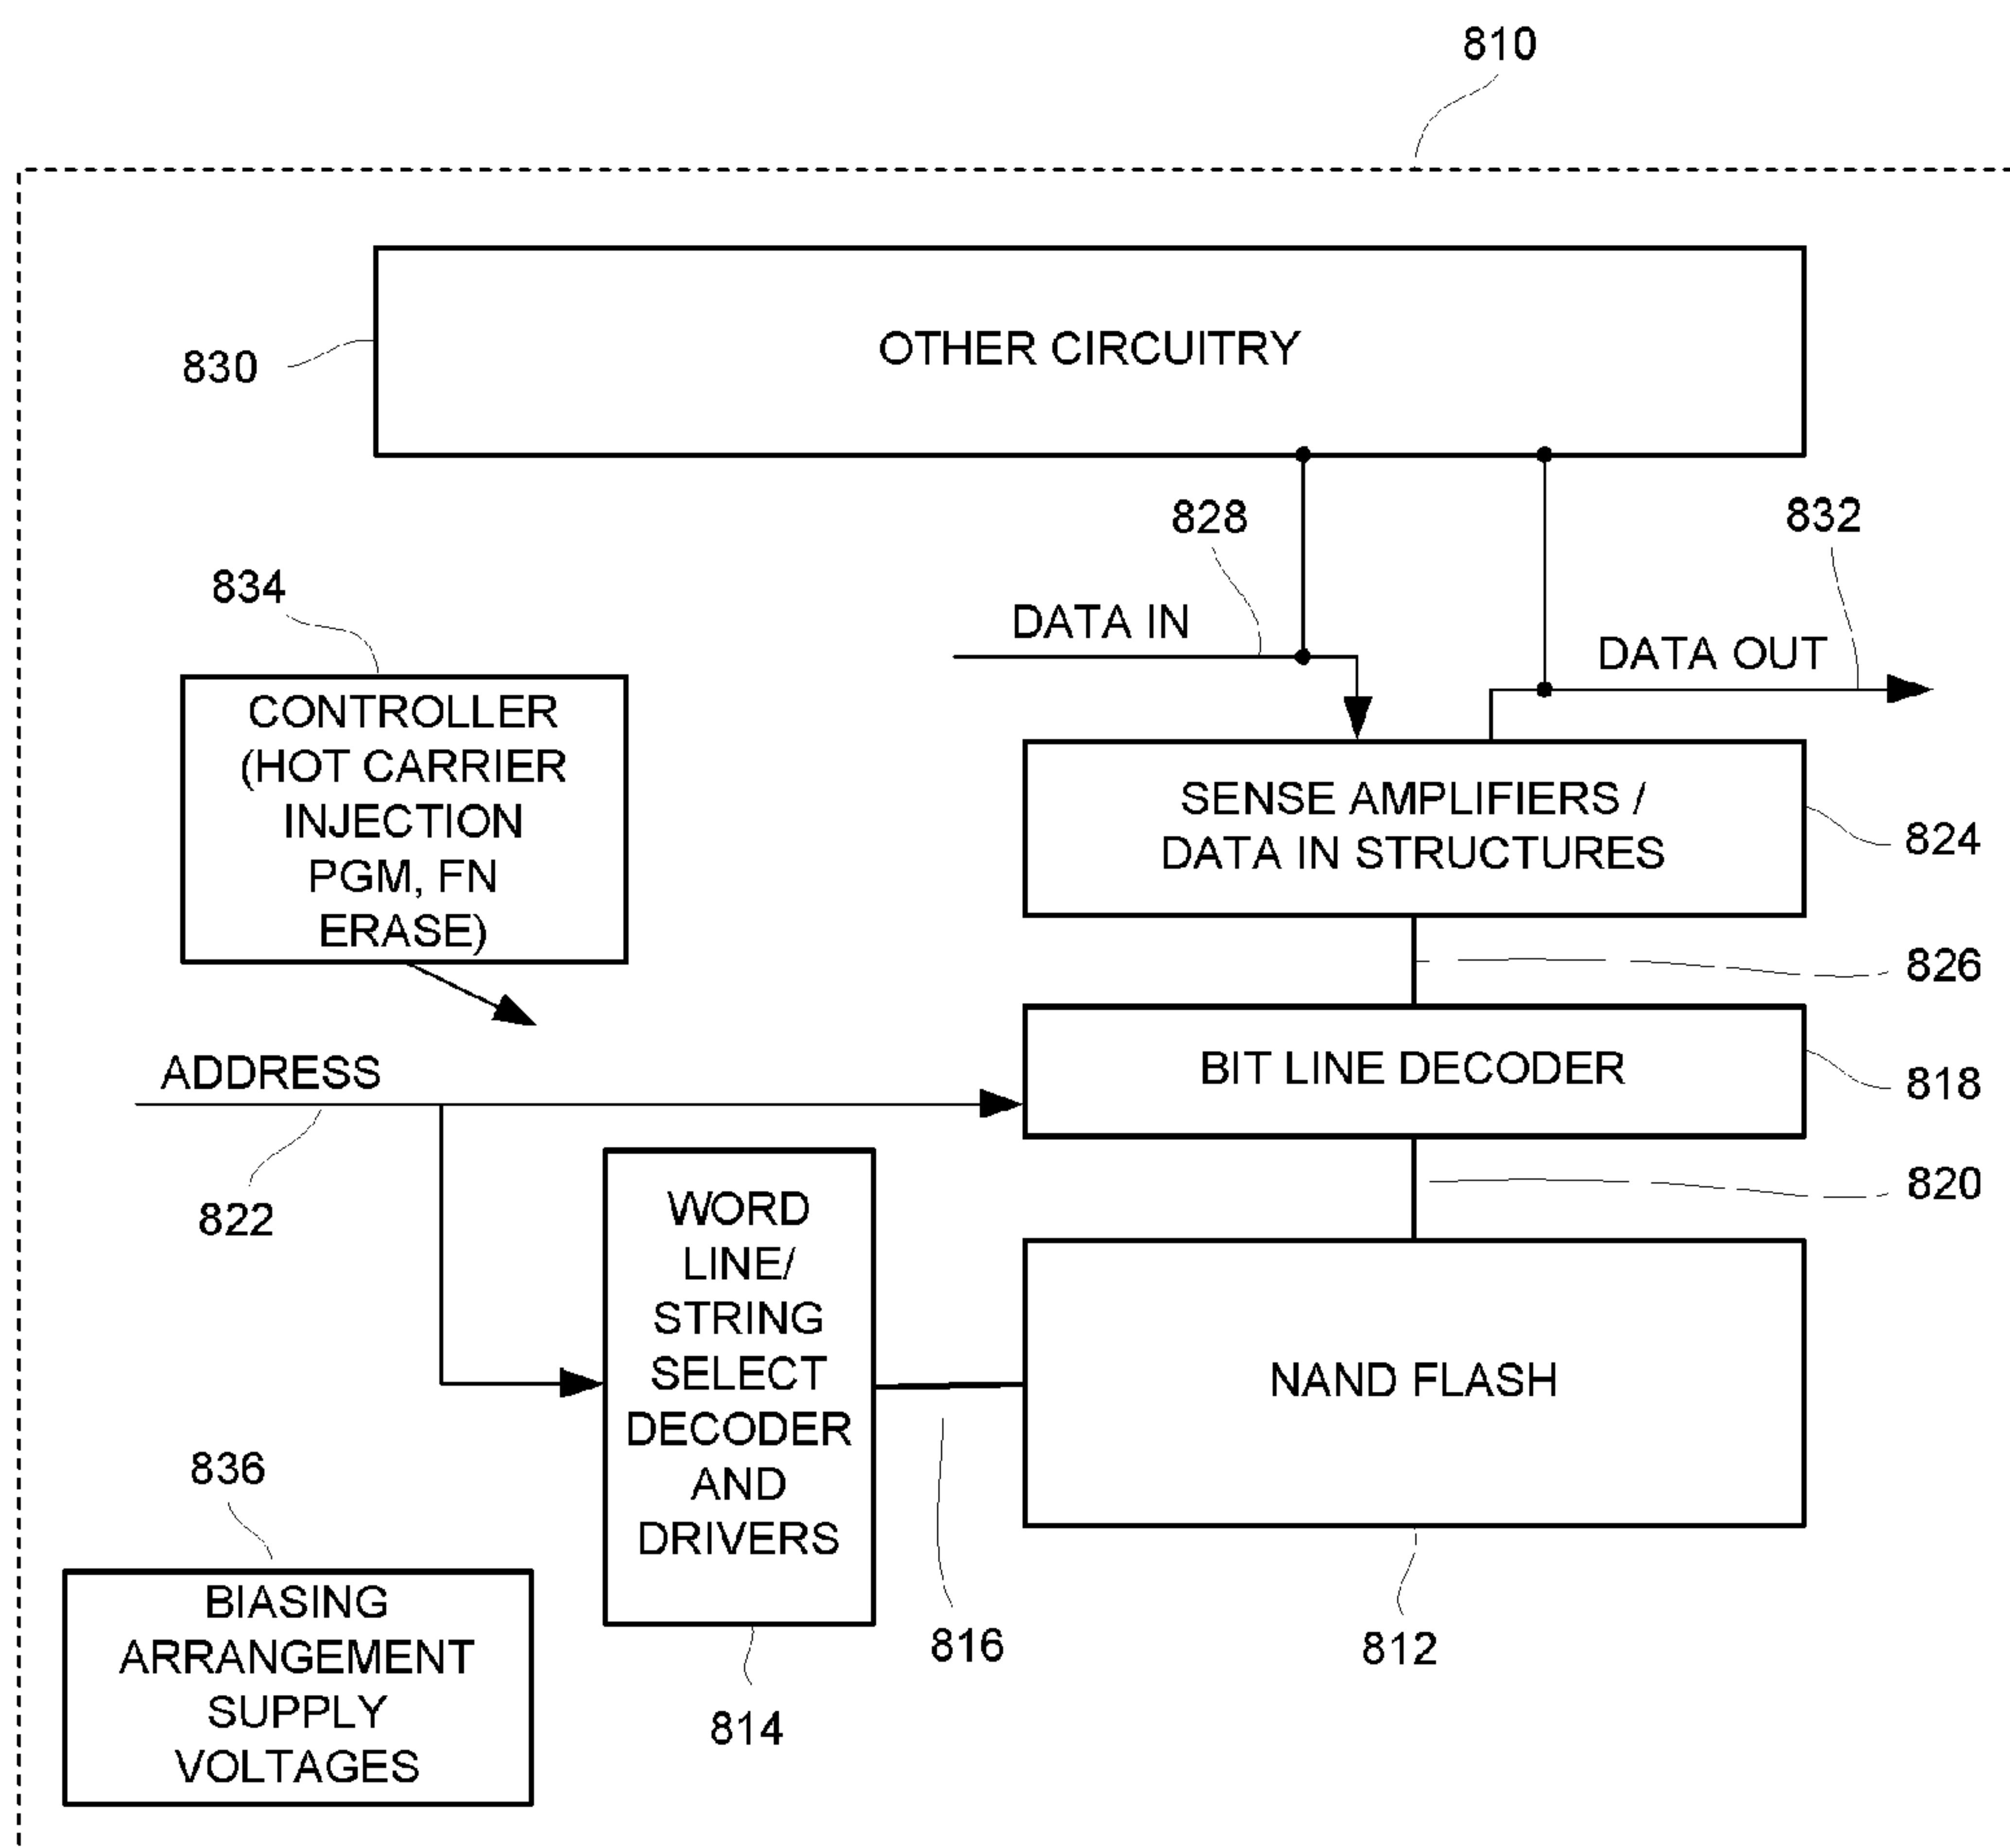 810
OTHER CIRCUITRY
830
828
832
834
DATA IN
DATA OUT
CONTROLLER
(HOT CARRIER
INJECTION
PGM, FN
ERASE)
SENSE AMPLIFIERS /
DATA IN STRUCTURES
824
826
ADDRESS
BIT LINE DECODER
818
822
820
WORD
LINE/
STRING
SELECT
DECODER
AND
DRIVERS
NAND FLASH
836
816
812
BIASING
ARRANGEMENT
SUPPLY
VOLTAGES
814